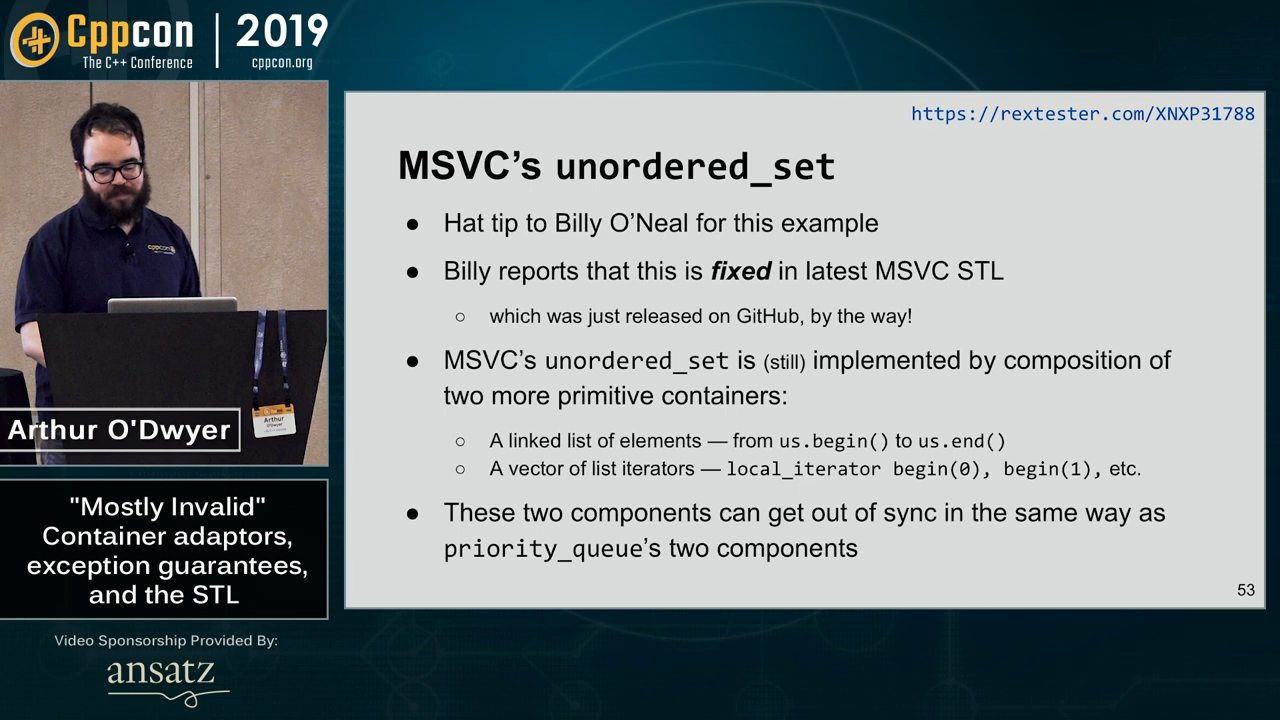 Cppcon | 2019
The C++ Conference cppcon.org
https://rextester.com/XNXP31788
MSVC’s unordered_set
● Hat tip to Billy O’Neal for this example
● Billy reports that this is fixed in latest MSVC STL
○ which was just released on GitHub, by the way!
● MSVC’s unordered_set is (still) implemented by composition of
two more primitive containers:
○ A linked list of elements — from us.begin() to us.end()
○ A vector of list iterators — local_iterator begin(0), begin(1), etc.
● These two components can get out of sync in the same way as
priority_queue’s two components
53
cppcon
Arthur
O'Dwyer
Arthur O'Dwyer
"Mostly Invalid"
Container adaptors,
exception guarantees,
and the STL
Video Sponsorship Provided By:
ansatz